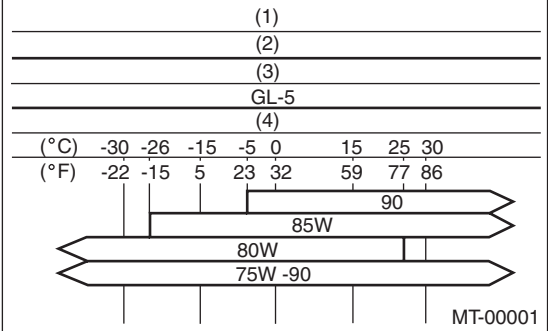 (1)
(2)
(3)
GL-5
(4)
(°C) -30 -26 -15 -5 0 15 25 30
(°F) -22 -15 5 23 32 59 77 86
90
85W
80W
75W -90
MT-00001